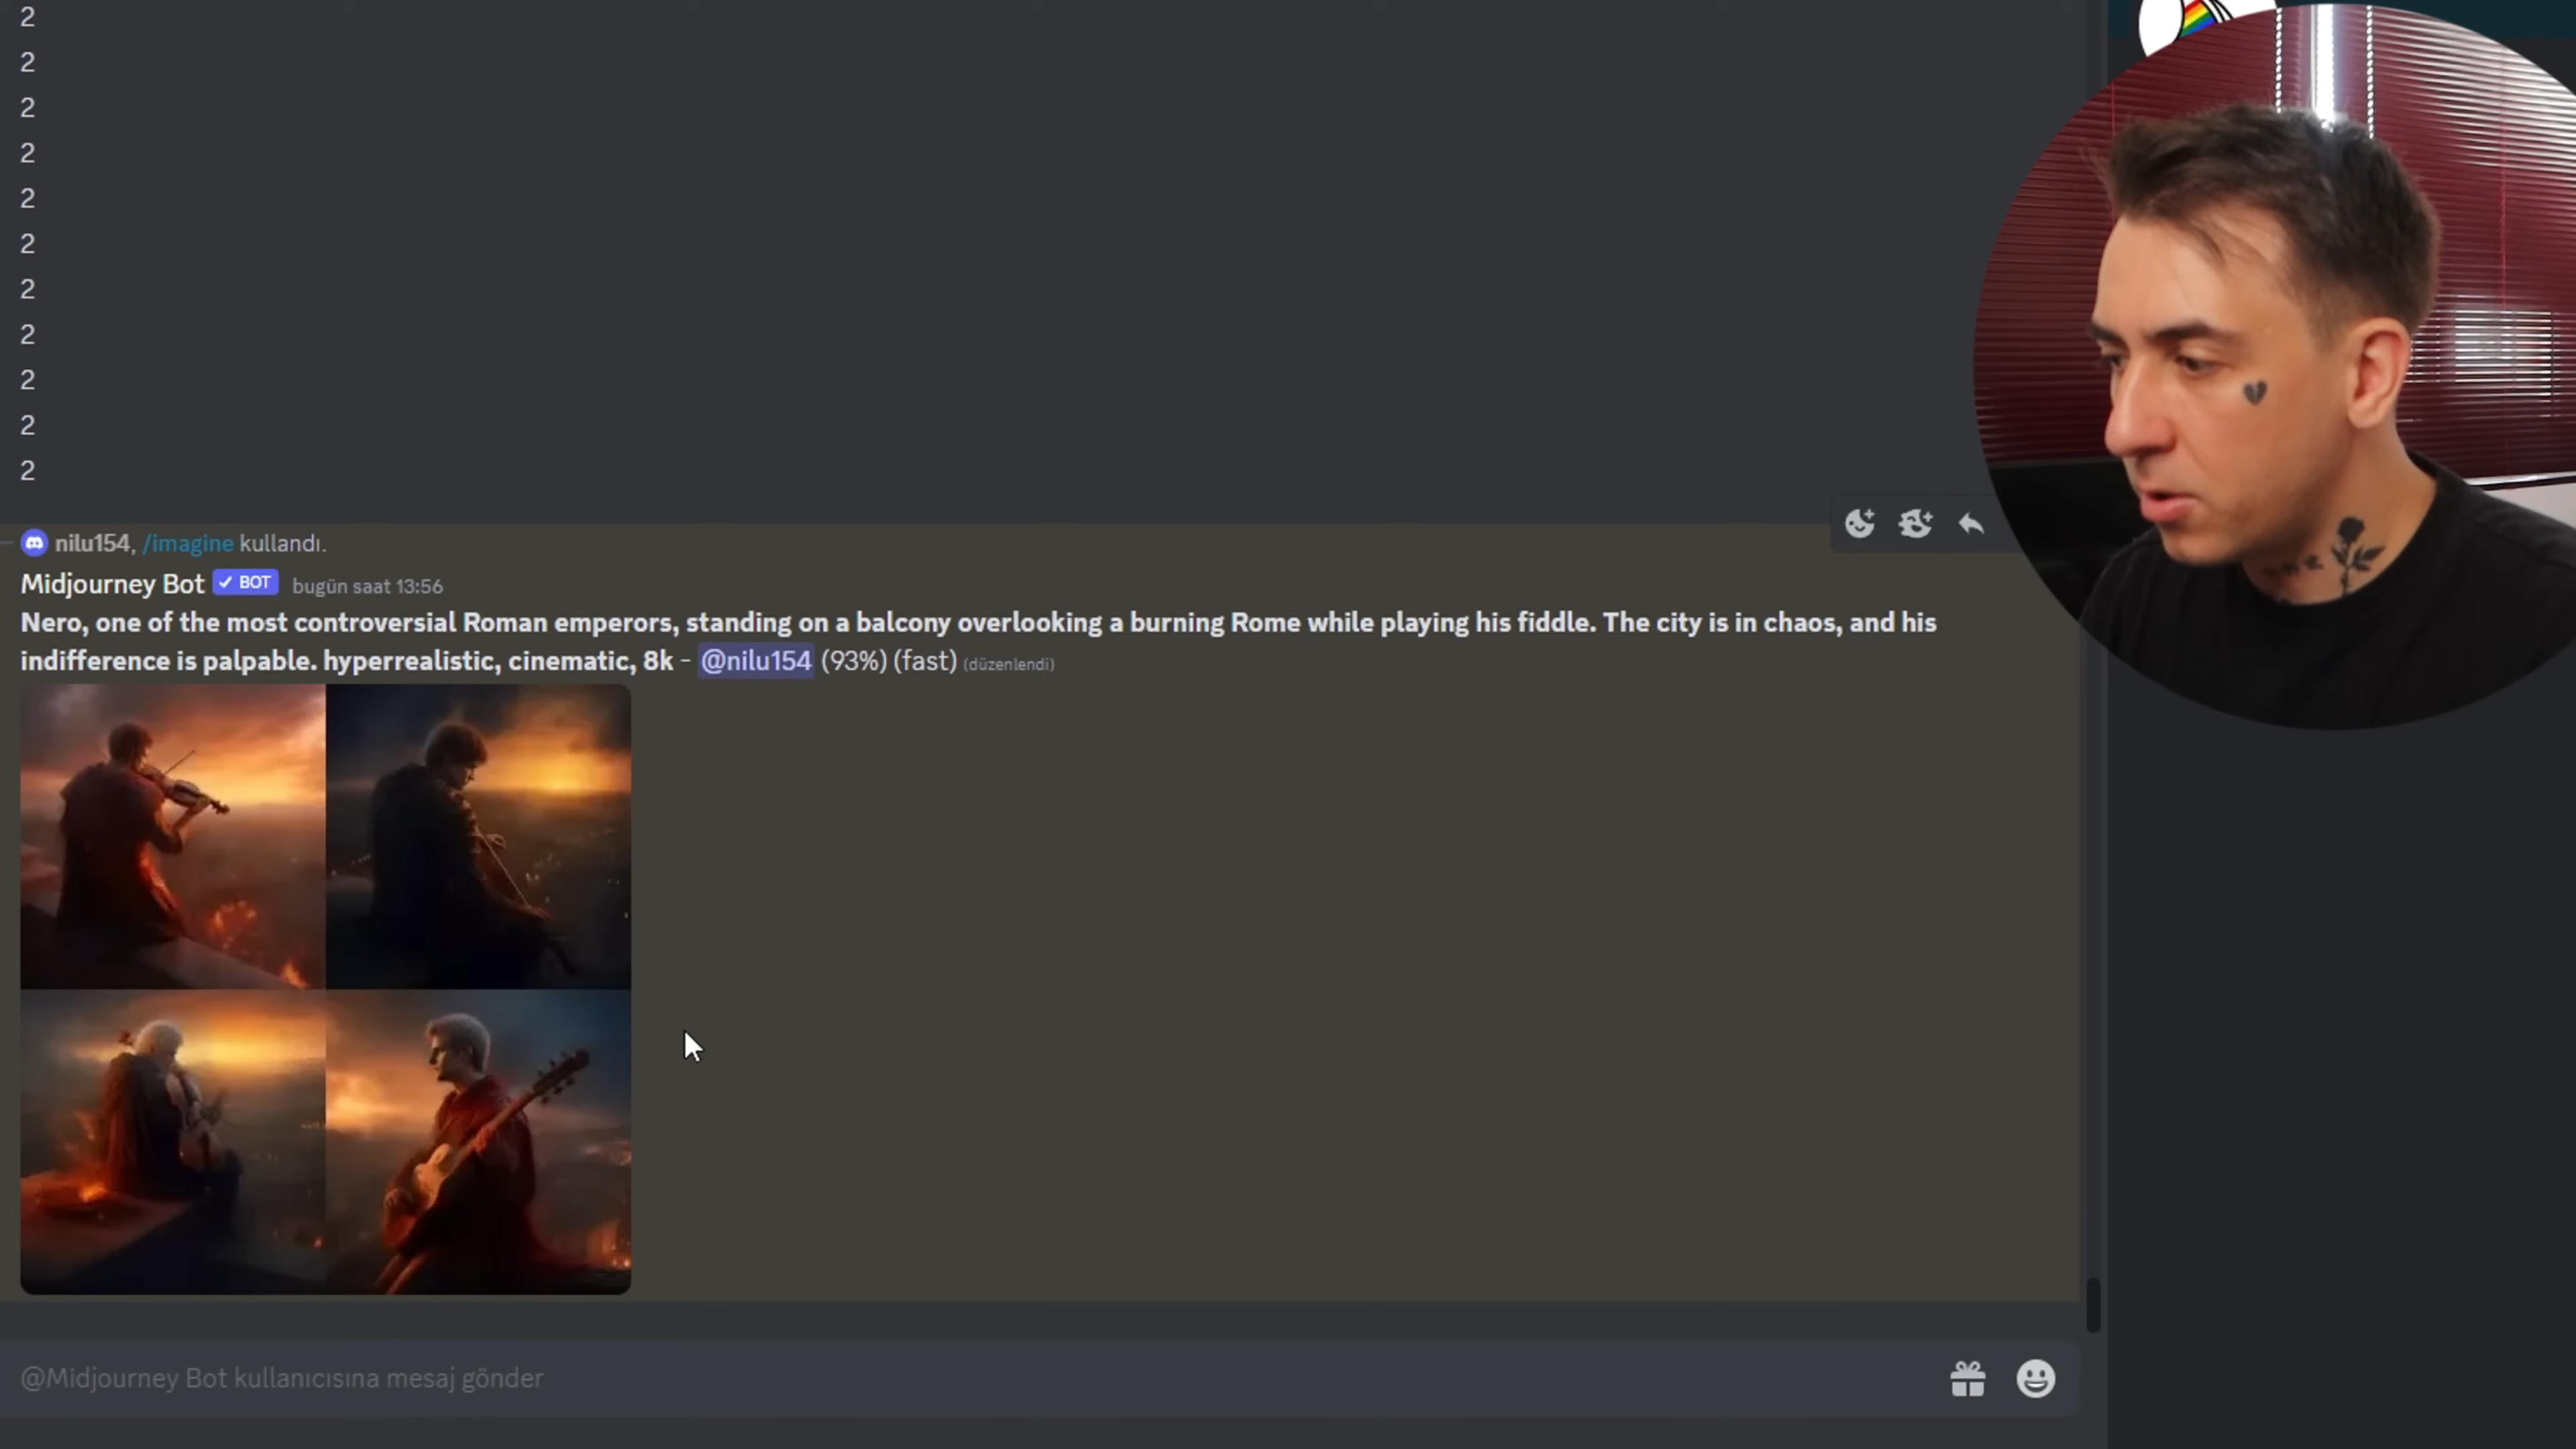 2
2
2
2
2
2
2
2
2
2
2
nilu154, /imagine kullandı.
Midjourney Bot ✓ BOT bugün saat 13:56
Nero, one of the most controversial Roman emperors, standing on a balcony overlooking a burning Rome while playing his fiddle. The city is in chaos, and his
indifference is palpable. hyperrealistic, cinematic, 8k - @nilu154 (93%) (fast) (düzenlendi)
@Midjourney Bot kullanıcısına mesaj gönder